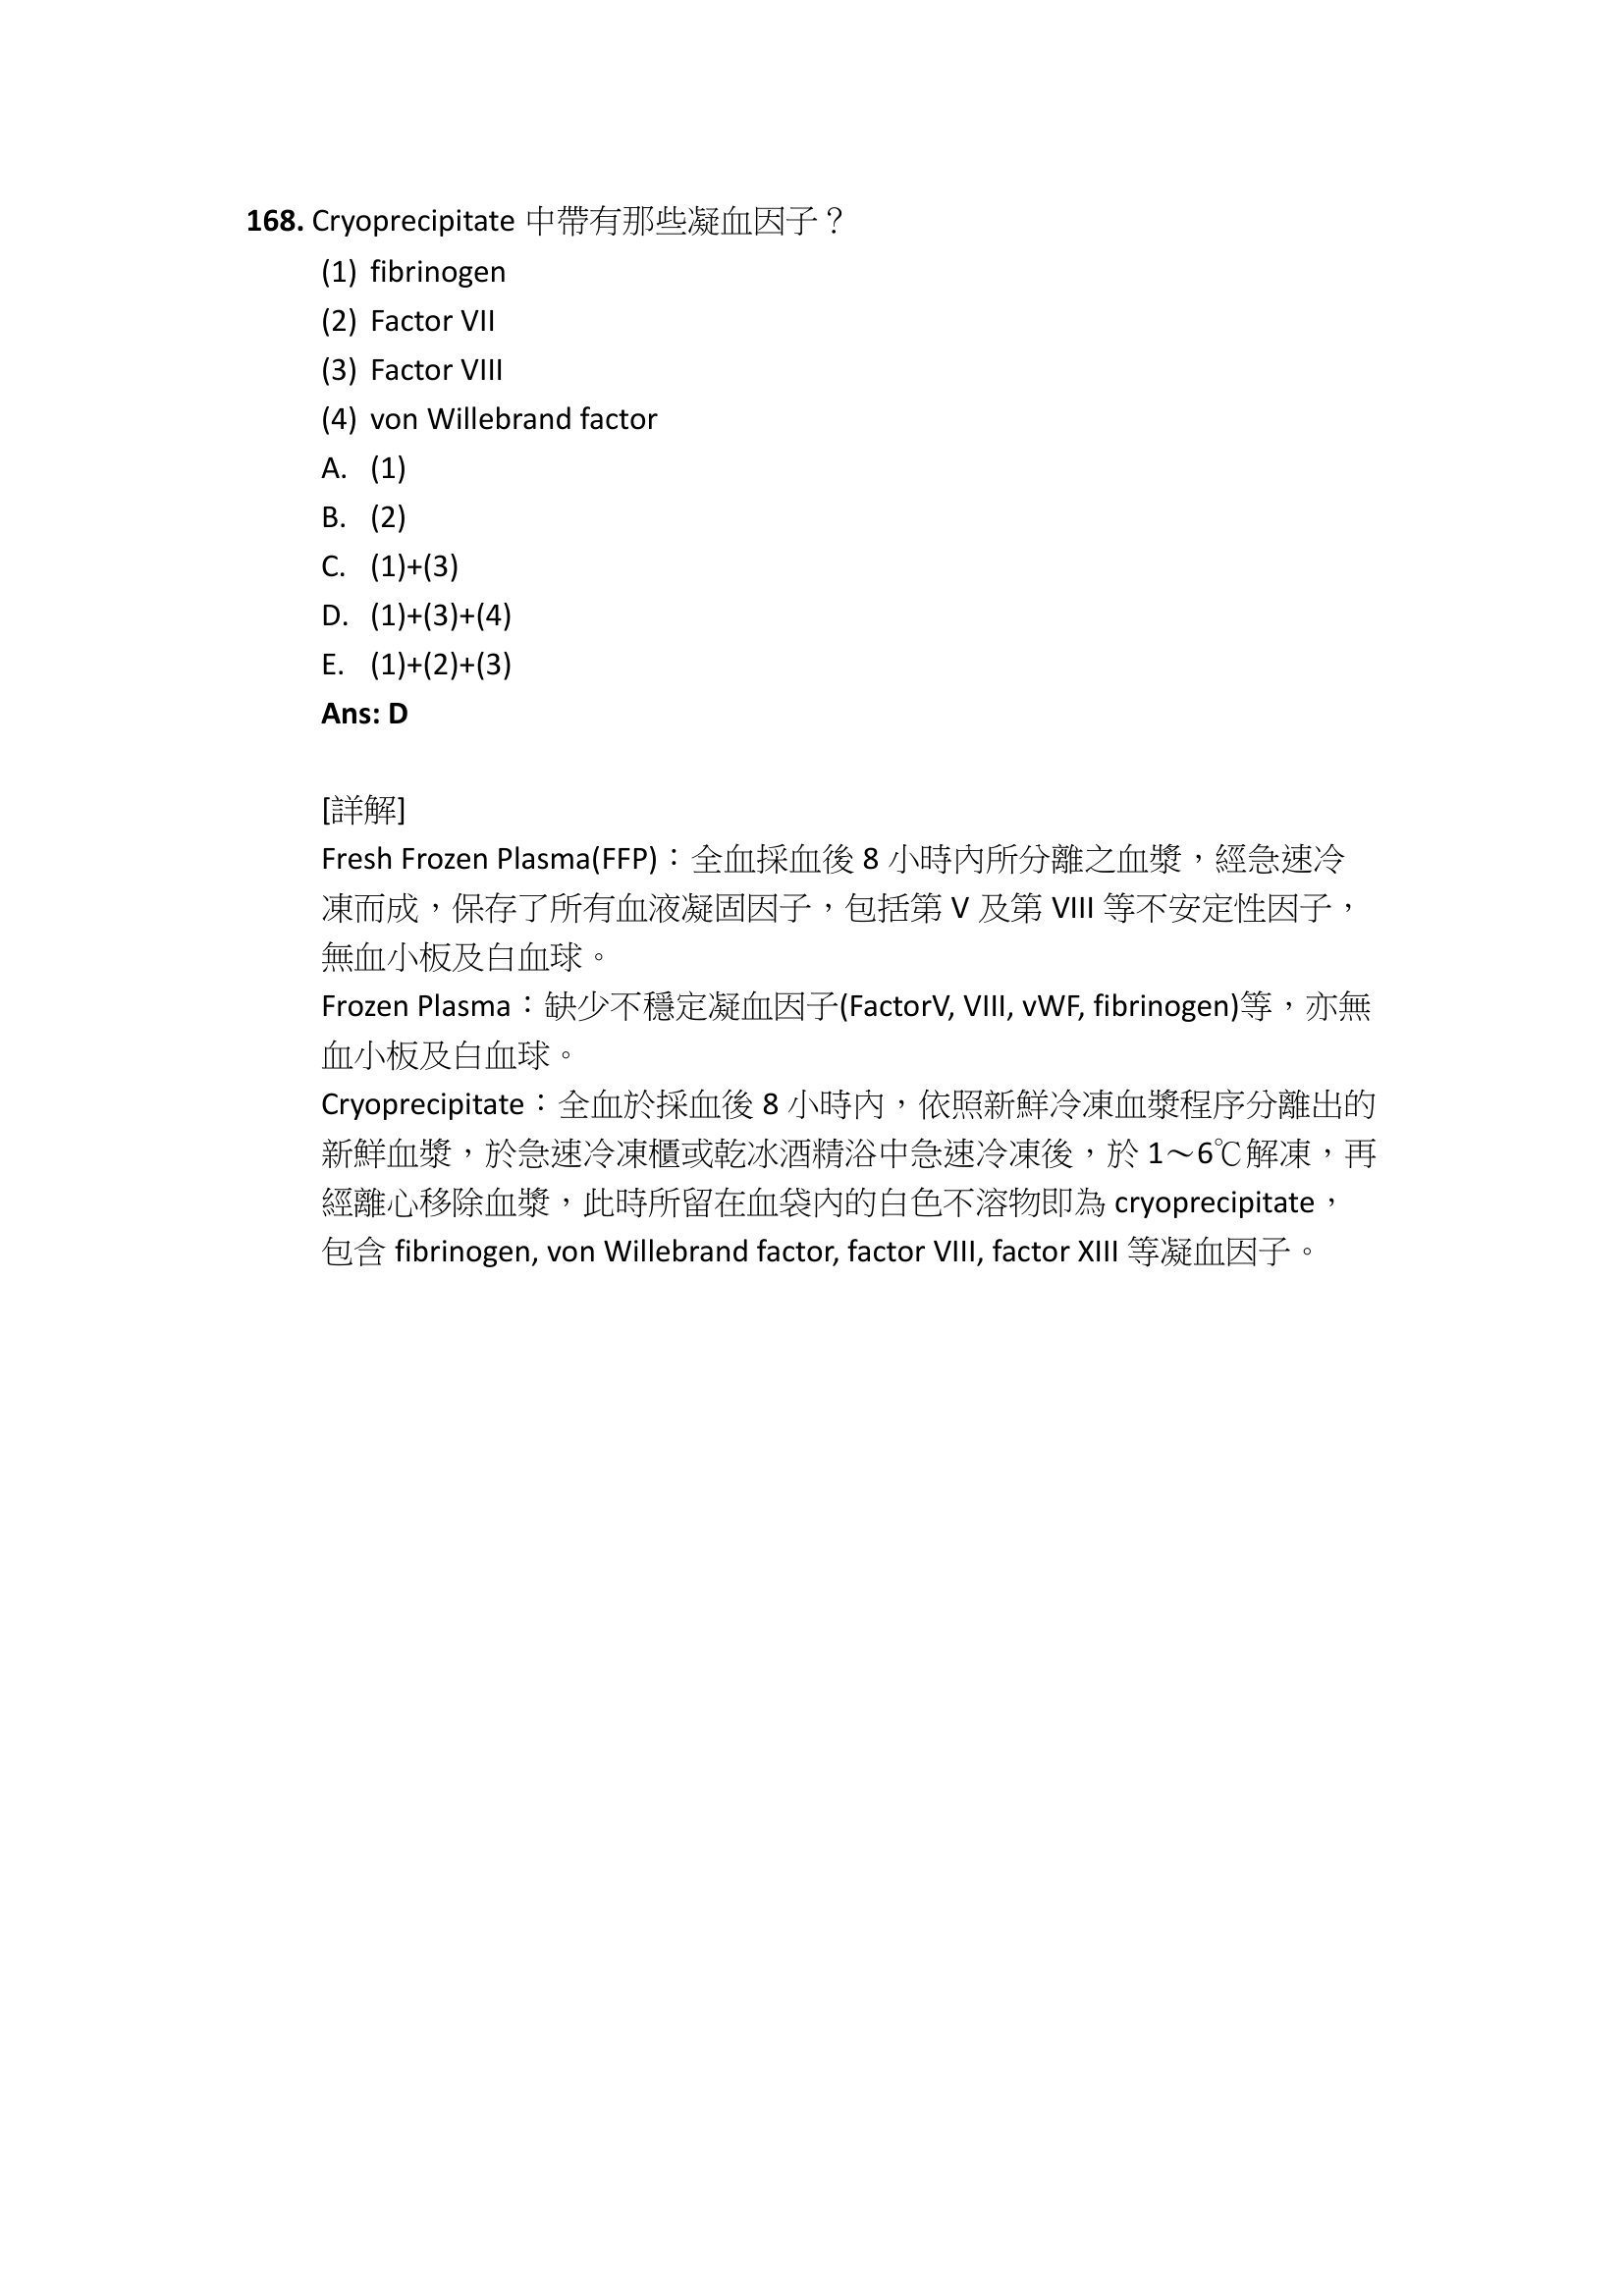 168. Cryoprecipitate 中帶有那些凝血因子？
(1) fibrinogen
(2) Factor VII
(3) Factor VIII
(4) von Willebrand factor
A. (1)
B. (2)
C. (1)+(3)
D. (1)+(3)+(4)
E. (1)+(2)+(3)
Ans: D
[詳解]
Fresh Frozen Plasma(FFP)：全血採血後 8 小時內所分離之血漿，經急速冷
凍而成，保存了所有血液凝固因子，包括第 V 及第 VIII 等不安定性因子，
無血小板及白血球。
Frozen Plasma：缺少不穩定凝血因子(FactorV, VIII, vWF, fibrinogen)等，亦無
血小板及白血球。
Cryoprecipitate：全血於採血後 8 小時內，依照新鮮冷凍血漿程序分離出的
新鮮血漿，於急速冷凍櫃或乾冰酒精浴中急速冷凍後，於 1～6℃解凍，再
經離心移除血漿，此時所留在血袋內的白色不溶物即為 cryoprecipitate，
包含 fibrinogen, von Willebrand factor, factor VIII, factor XIII 等凝血因子。